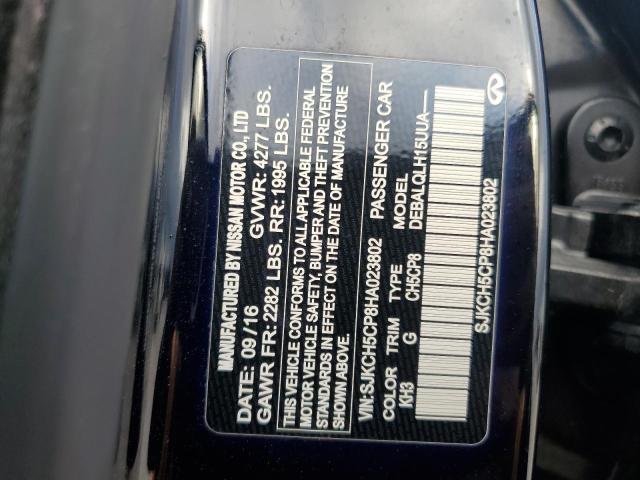 MANUFACTURED BY NISSAN MOTOR CO., LTD
DATE: 09/16 GVWR: 4277 LBS.
GAWR FR: 2282 LBS. RR: 1995 LBS.
THIS VEHICLE CONFORMS TO ALL APPLICABLE FEDERAL
MOTOR VEHICLE SAFETY, BUMPER AND THEFT PREVENTION
STANDARDS IN EFFECT ON THE DATE OF MANUFACTURE
SHOWN ABOVE.
VIN:SJKCH5CP8HA023802 PASSENGER CAR
COLOR TRIM TYPE MODEL
KH3 G CH5CP8 DEBALQLH15UUA—
SJKCH5CP8HA023802